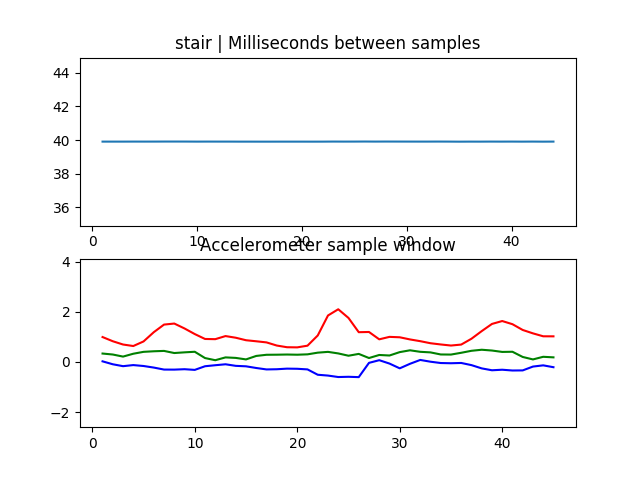 stair | Milliseconds between samples
44
42
40
38
36
0 10 20 30 40
Accelerometer sample window
4
2
0
−2
0 10 20 30 40